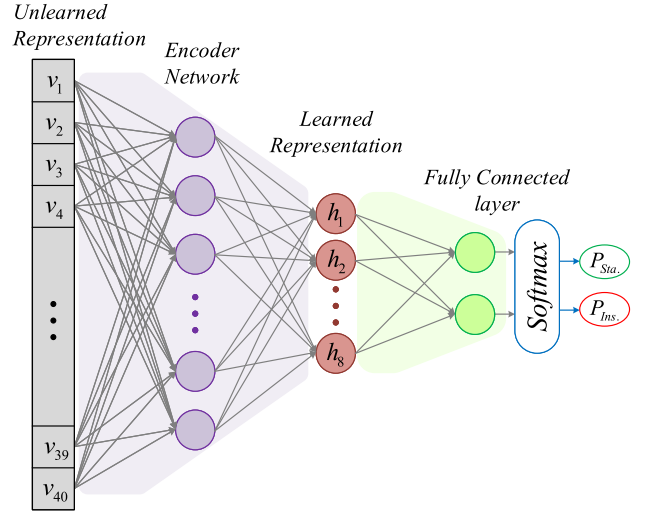 Unlearned
Representation
Encoder
Network
Learned
Representation
Fully Connected
layer
v1
v2
v3
v4
v39
v40
h1
h2
h8
Softmax
PSta.
PIns.